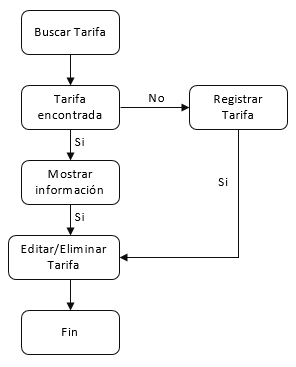 Buscar Tarifa
Tarifa
encontrada
No
Registrar
Tarifa
Si
Mostrar
información
Si
Si
Editar/Eliminar
Tarifa
Fin